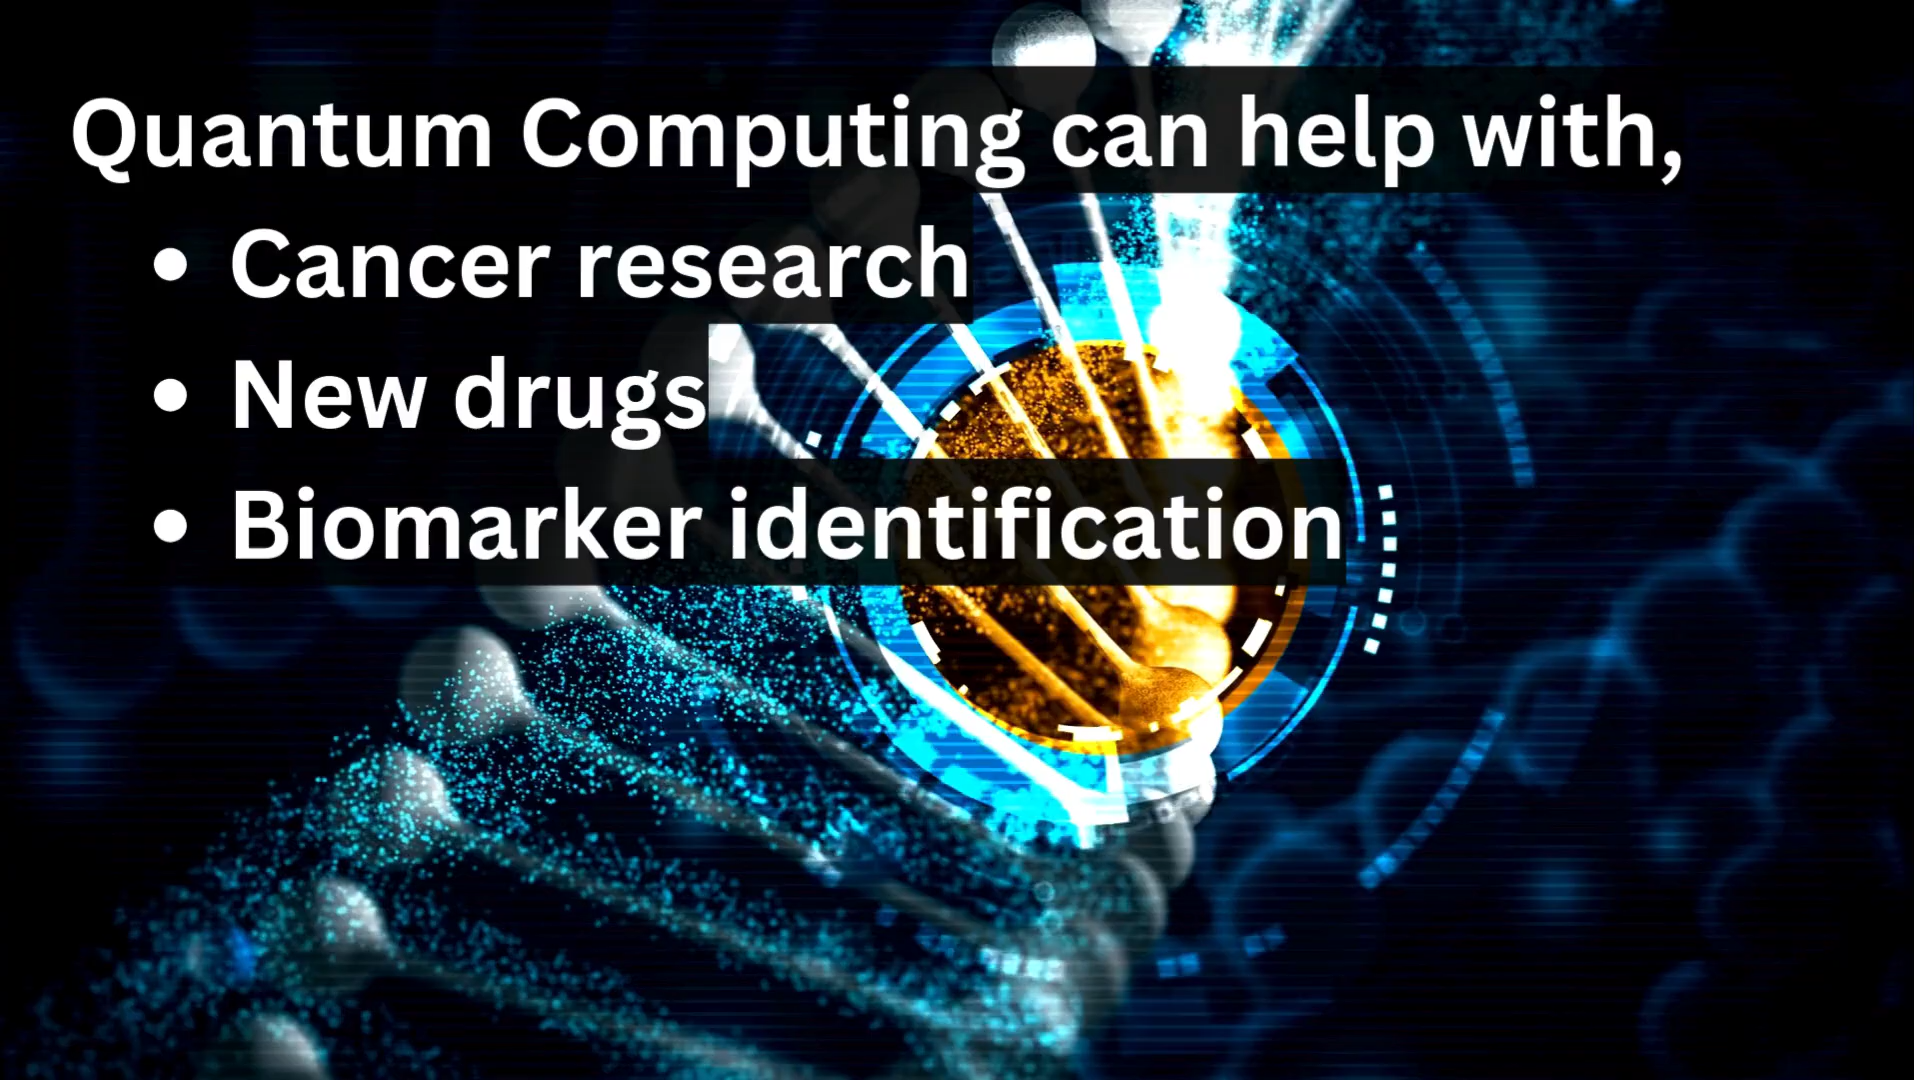 Quantum Computing can help with,
• Cancer research
• New drugs
• Biomarker identification